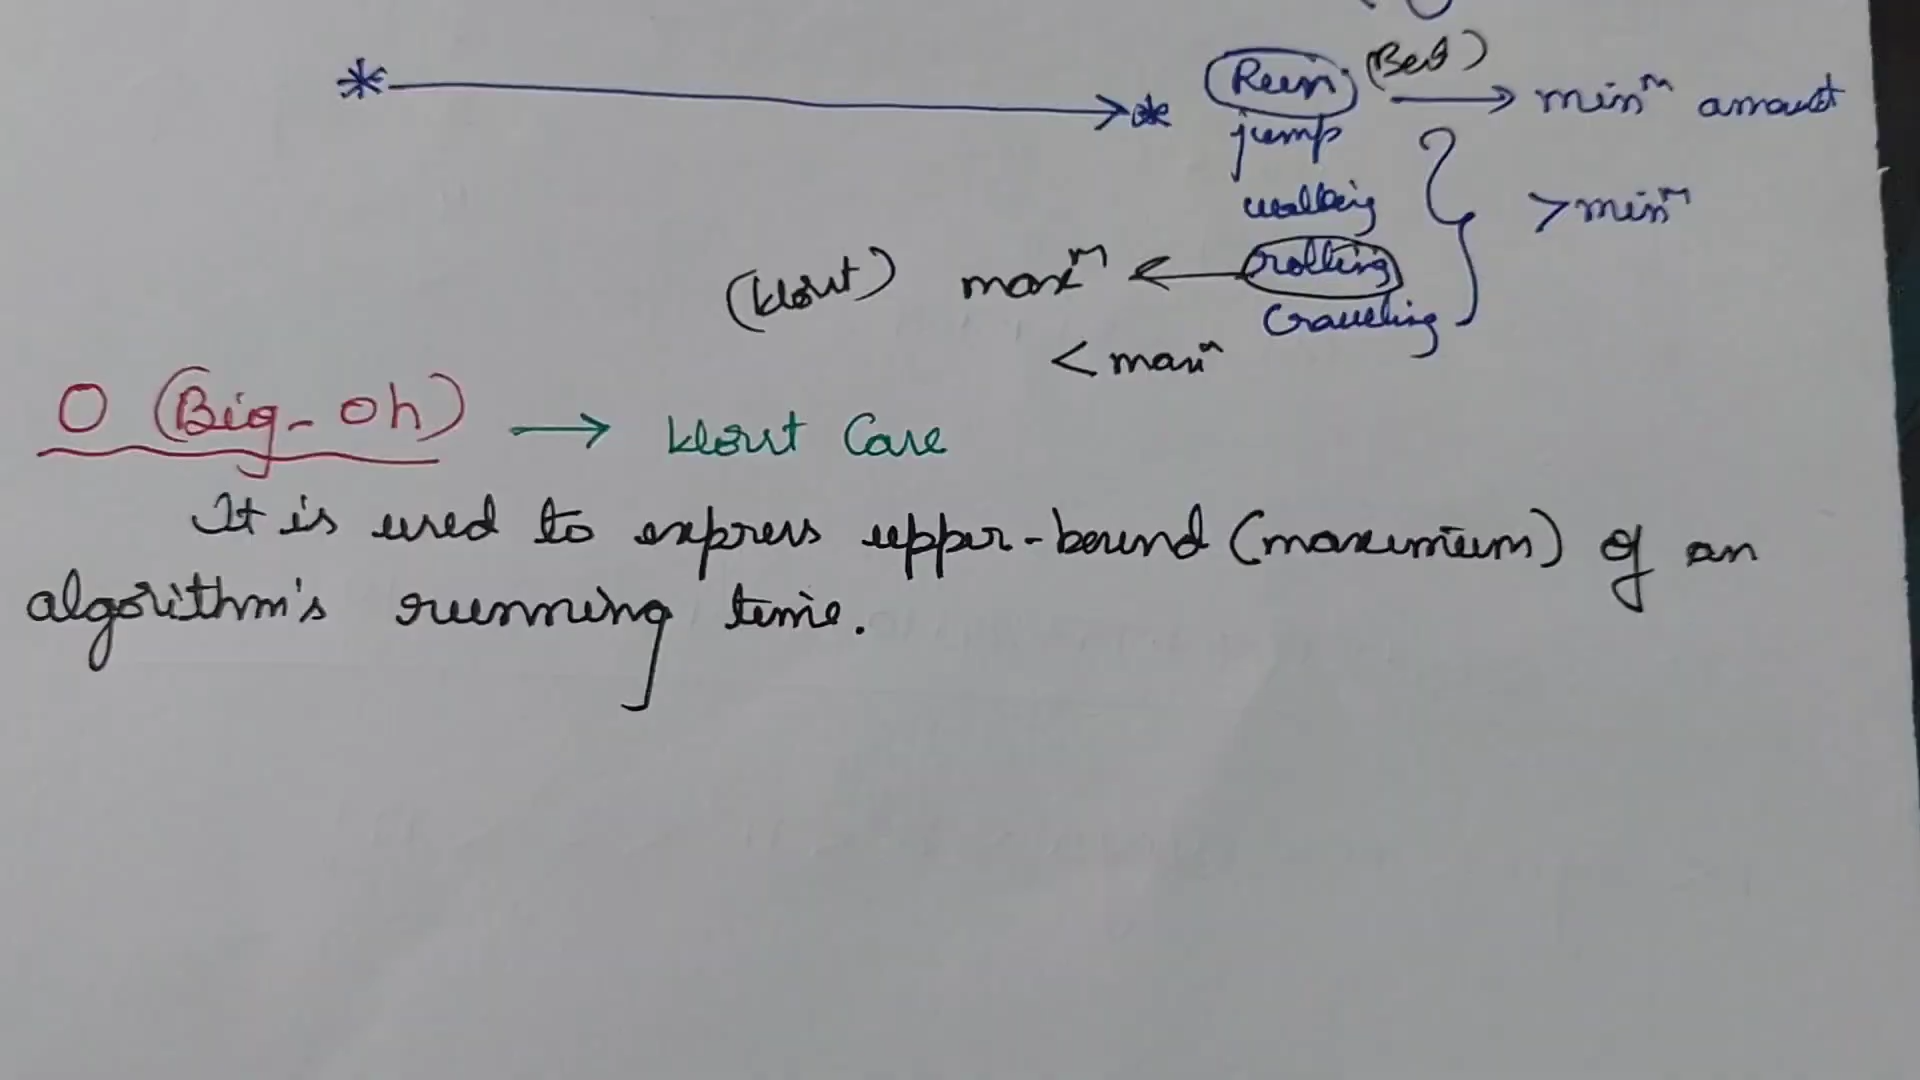 * → * Run (Best) → minᵐ amount
jump
walking > minᵐ
(Worst) maxᵐ ← rolling
Crawling
< maxᵐ
O (Big-Oh) → Worst Case
It is used to express upper-bound (maximum) of an
algorithm's running time.